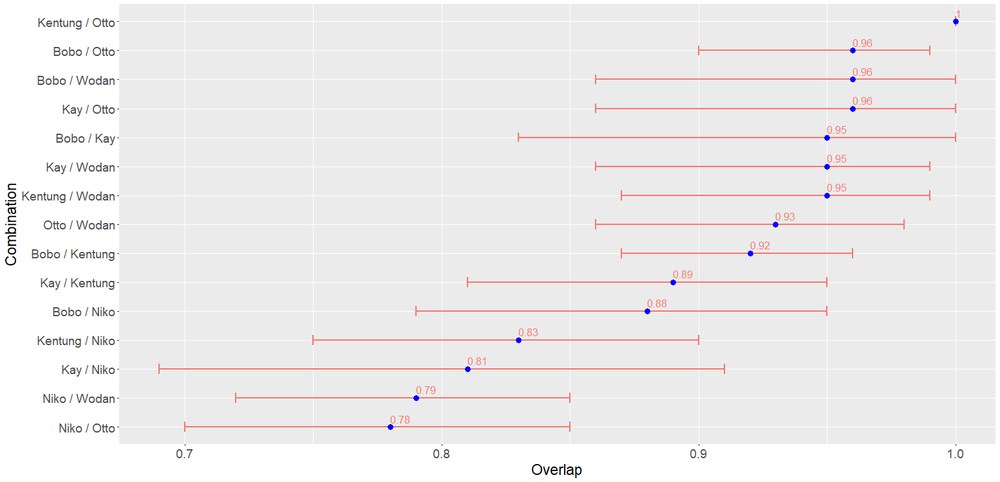 Combination
Kentung / Otto
1
Bobo / Otto
0.96
Bobo / Wodan
0.96
Kay / Otto
0.96
Bobo / Kay
0.95
Kay / Wodan
0.95
Kentung / Wodan
0.95
Otto / Wodan
0.93
Bobo / Kentung
0.92
Kay / Kentung
0.89
Bobo / Niko
0.88
Kentung / Niko
0.83
Kay / Niko
0.81
Niko / Wodan
0.79
Niko / Otto
0.78
0.7 0.8 0.9 1.0
Overlap